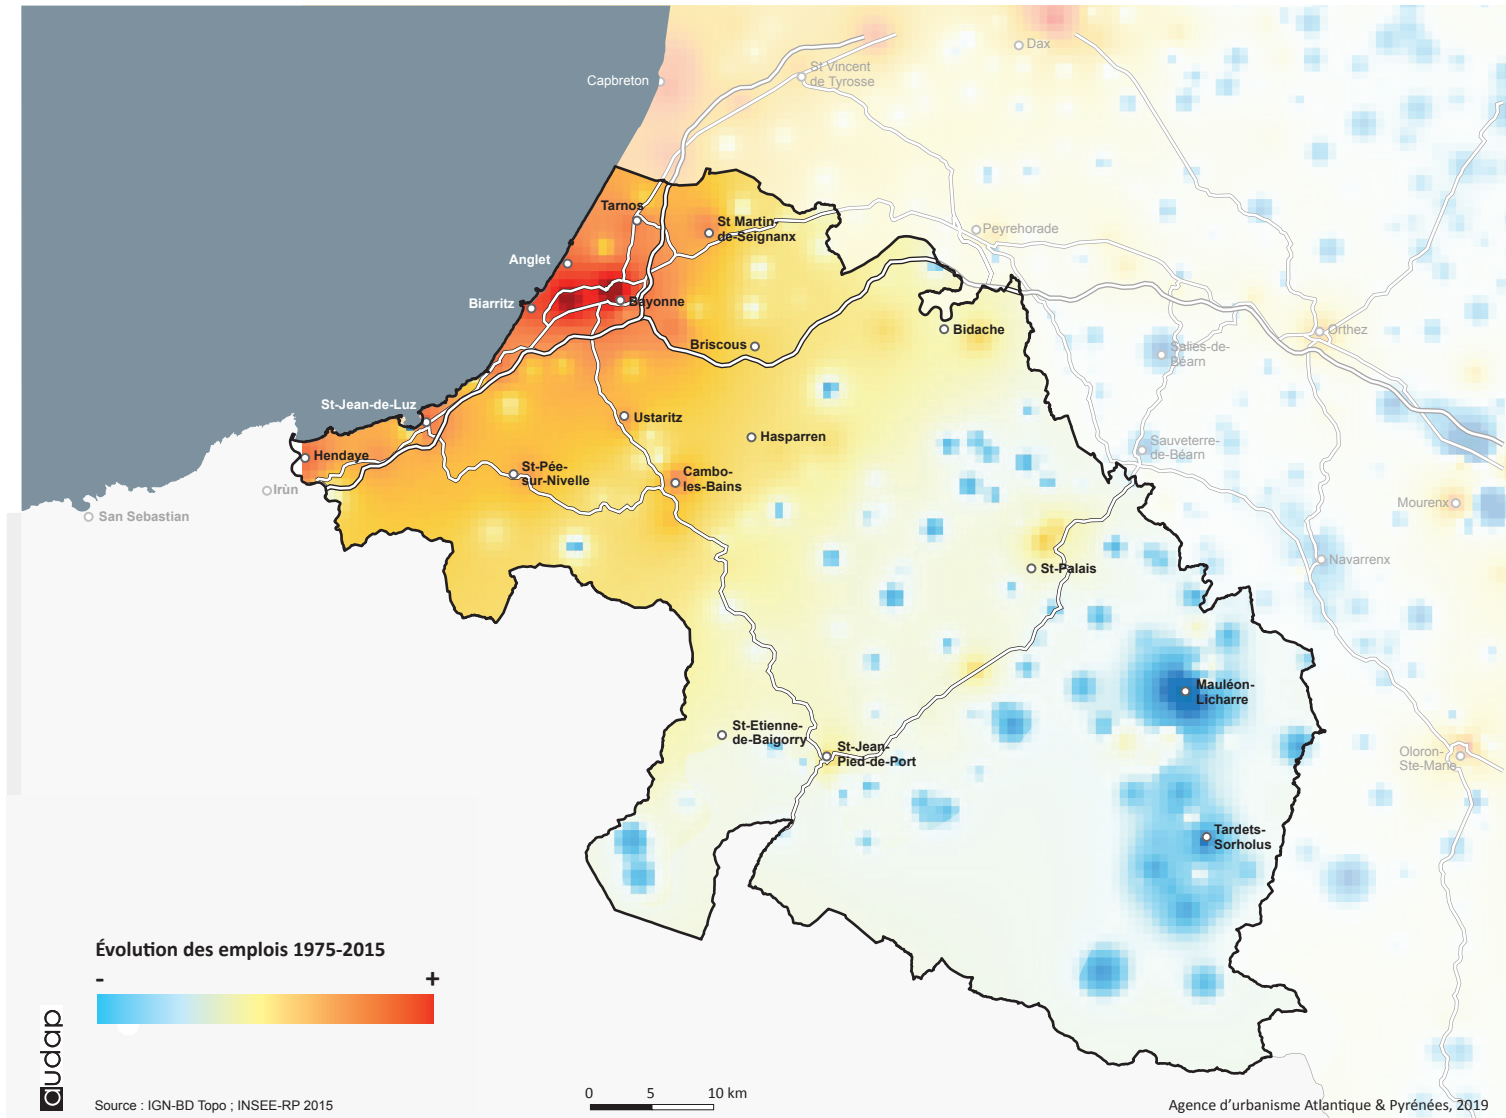 Dax
St Vincent
de Tyrosse
Capbreton
Tarnos
St Martin-
de-Seignanx
Peyrehorade
Anglet
Biarritz
Bayonne
Bidache
Orthez
Briscous
Salies-de-
Béarn
St-Jean-de-Luz
Ustaritz
Hasparren
Sauveterre-
de-Béarn
Hendaye
St-Pée-
sur-Nivelle
Cambo-
les-Bains
Irùn
San Sebastian
Mourenx
Navarrenx
St-Palais
Mauléon-
Licharre
St-Etienne-
de-Baigorry
St-Jean-
Pied-de-Port
Oloron-
Ste-Marie
Tardets-
Sorholus
Évolution des emplois 1975-2015
- +
audap
0 5 10 km
Source : IGN-BD Topo ; INSEE-RP 2015
Agence d'urbanisme Atlantique & Pyrénées, 2019